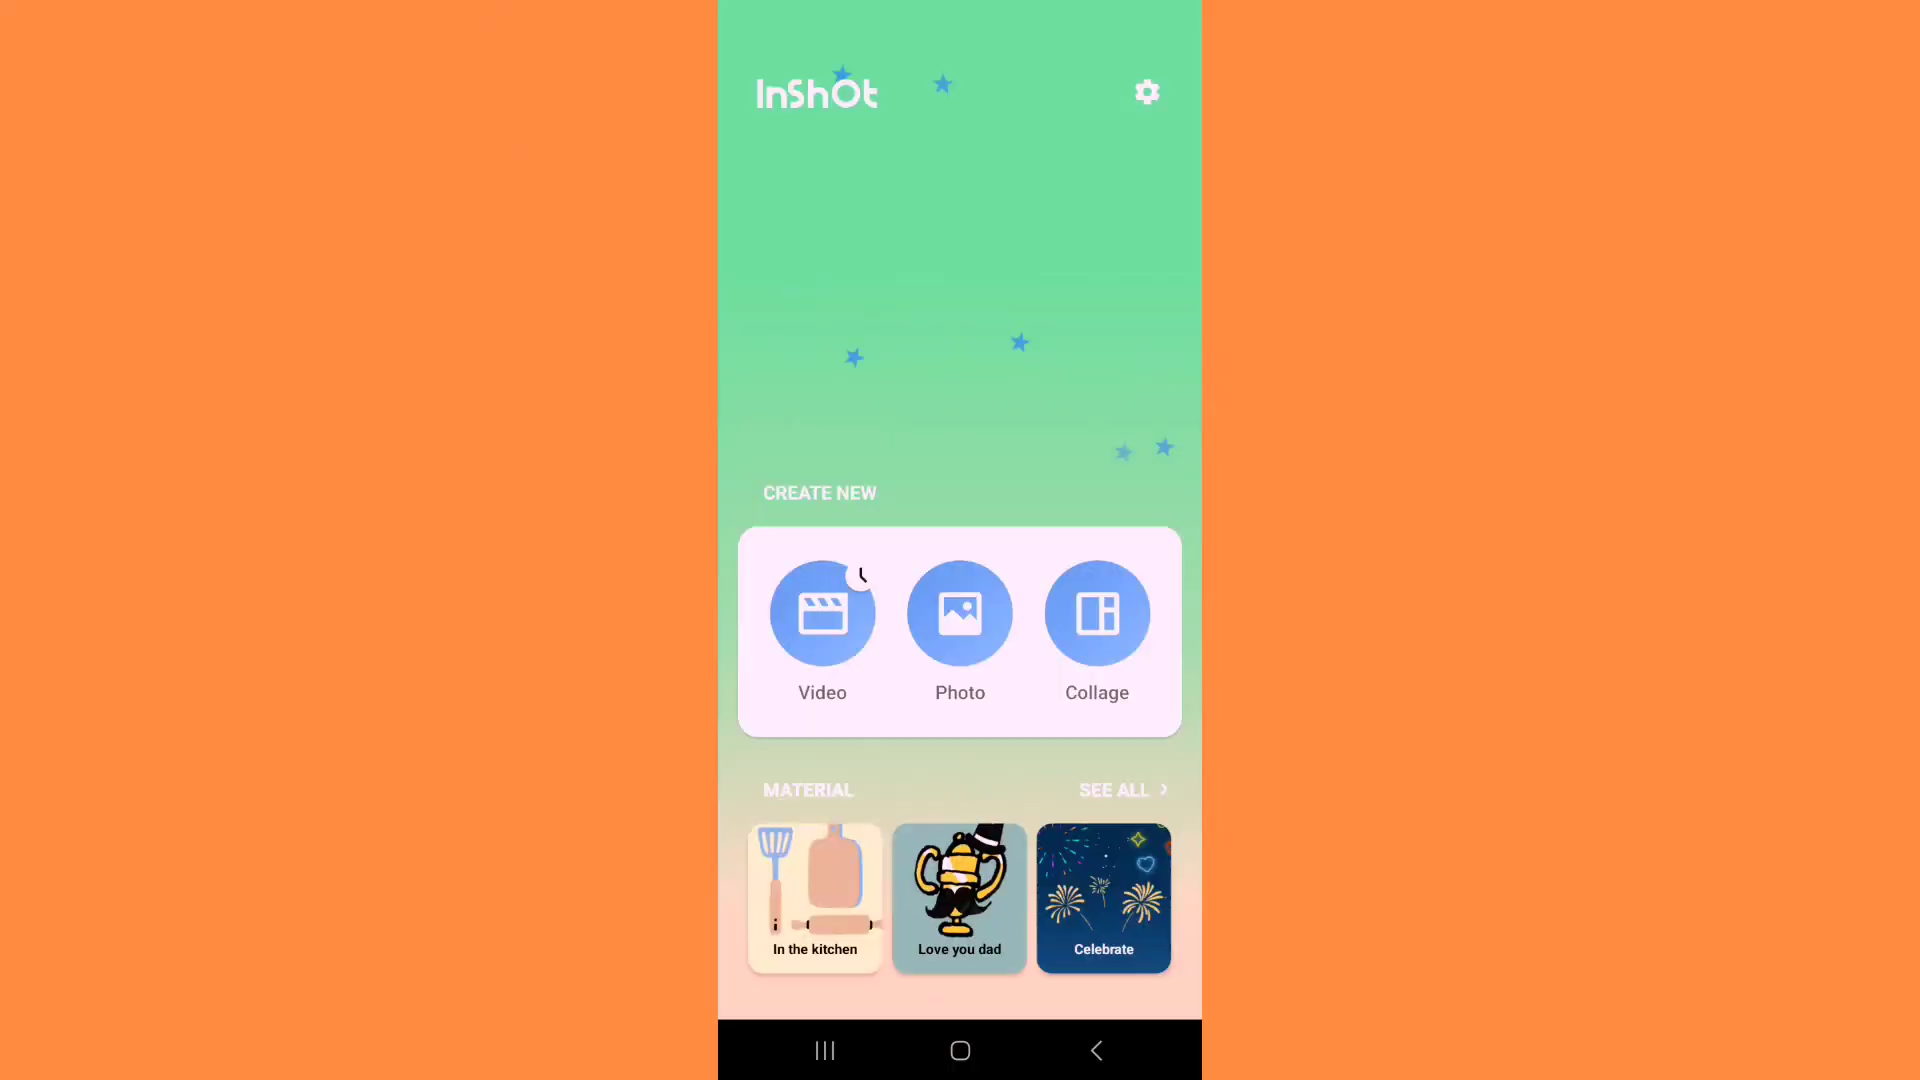 InShOt
CREATE NEW
Video
Photo
Collage
MATERIAL
SEE ALL
In the kitchen
Love you dad
Celebrate